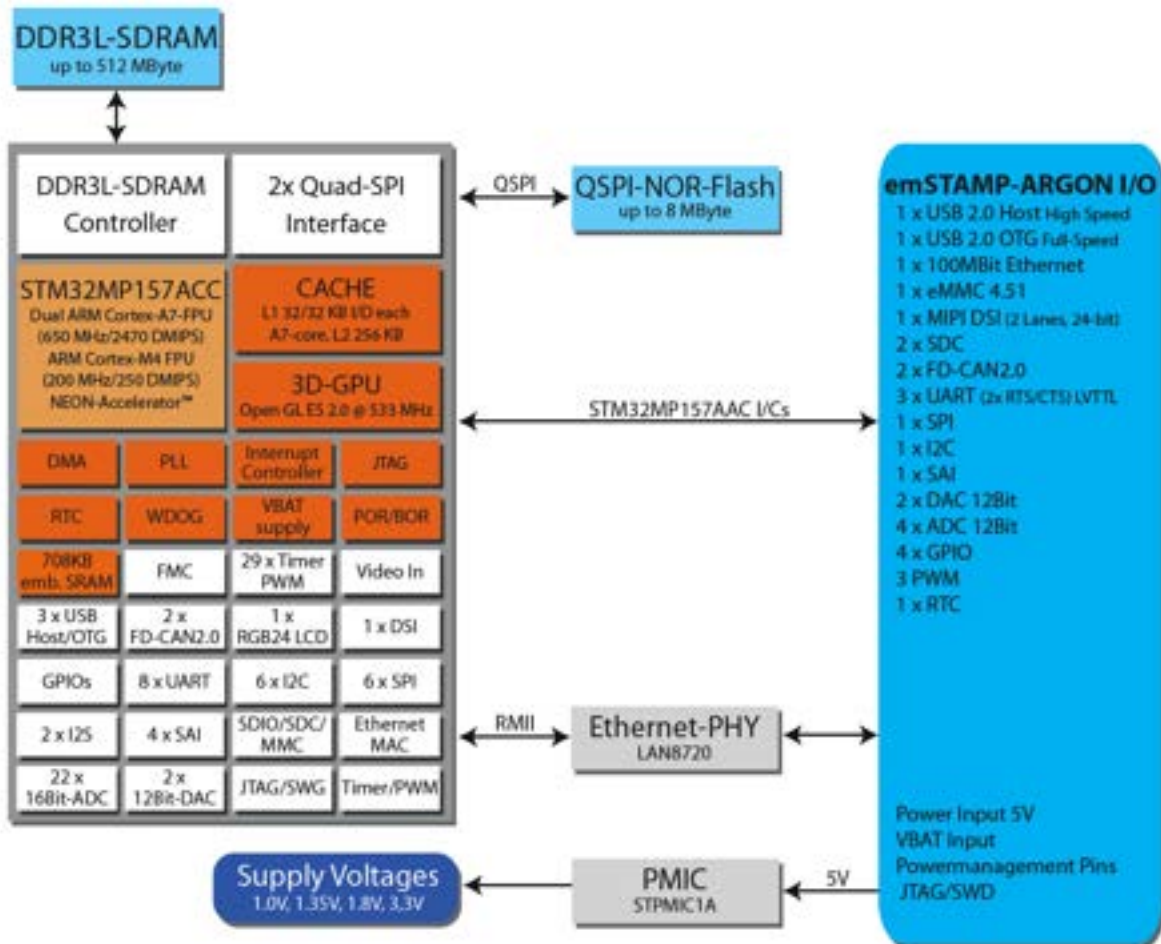 DDR3L-SDRAM
up to 512 MByte
DDR3L-SDRAM
Controller
2x Quad-SPI
Interface
QSPI
QSPI-NOR-Flash
up to 8 MByte
STM32MP157ACC
Dual ARM Cortex-A7-FPU
(650 MHz/2470 DMIPS)
ARM Cortex-M4 FPU
(200 MHz/250 DMIPS)
NEON-Accelerator™
CACHE
L1 32/32 KB I/D each
A7-core, L2 256 KB
3D-GPU
Open GL ES 2.0 @ 533 MHz
STM32MP157AAC I/Cs
DMA
PLL
Interrupt
Controller
JTAG
RTC
WDOG
VBAT
supply
POR/BOR
708KB
emb. SRAM
FMC
29 x Timer
PWM
Video In
3 x USB
Host/OTG
2 x
FD-CAN2.0
1 x
RGB24 LCD
1 x DSI
GPIOs
8 x UART
6 x I2C
6 x SPI
2 x I2S
4 x SAI
SDIO/SDC/
MMC
Ethernet
MAC
22 x
16Bit-ADC
2 x
12Bit-DAC
JTAG/SWG
Timer/PWM
RMII
Ethernet-PHY
LAN8720
Supply Voltages
1.0V, 1.35V, 1.8V, 3,3V
PMIC
STPMIC1A
5V
emSTAMP-ARGON I/O
1 x USB 2.0 Host High Speed
1 x USB 2.0 OTG Full-Speed
1 x 100MBit Ethernet
1 x eMMC 4.51
1 x MIPI DSI (2 Lanes, 24-bit)
2 x SDC
2 x FD-CAN2.0
3 x UART (2x RTS/CTS) LVTTL
1 x SPI
1 x I2C
1 x SAI
2 x DAC 12Bit
4 x ADC 12Bit
4 x GPIO
3 PWM
1 x RTC
Power Input 5V
VBAT Input
Powermanagement Pins
JTAG/SWD